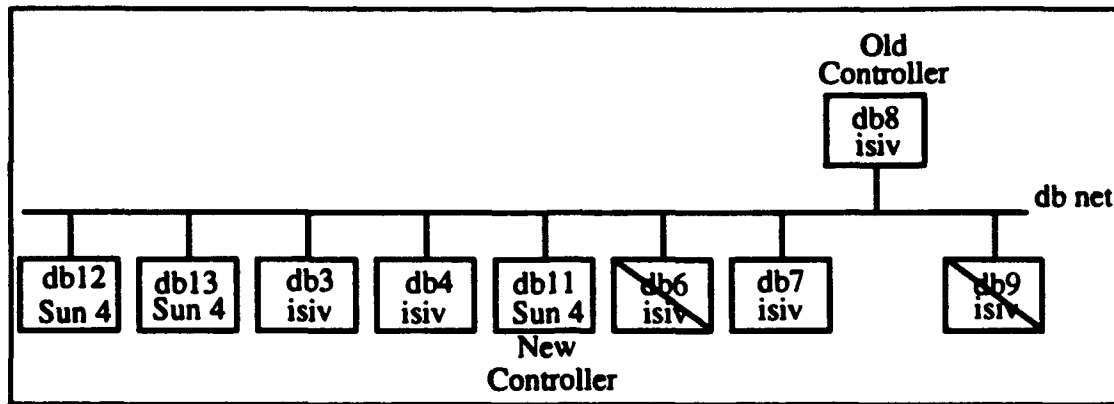 Old
Controller
db8
isiv
db net
db12
Sun 4
db13
Sun 4
db3
isiv
db4
isiv
db11
Sun 4
db6
isiv
db7
isiv
db9
isiv
New
Controller